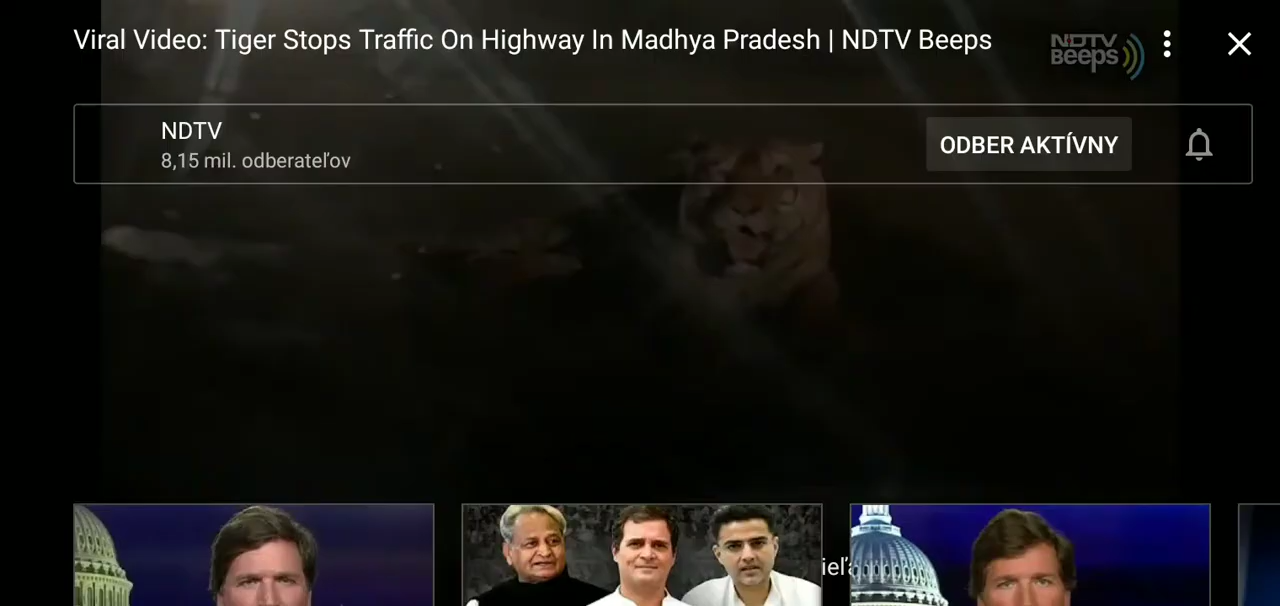 Viral Video: Tiger Stops Traffic On Highway In Madhya Pradesh | NDTV Beeps
NDTV
Beeps
NDTV
8,15 mil. odberateľov
ODBER AKTÍVNY